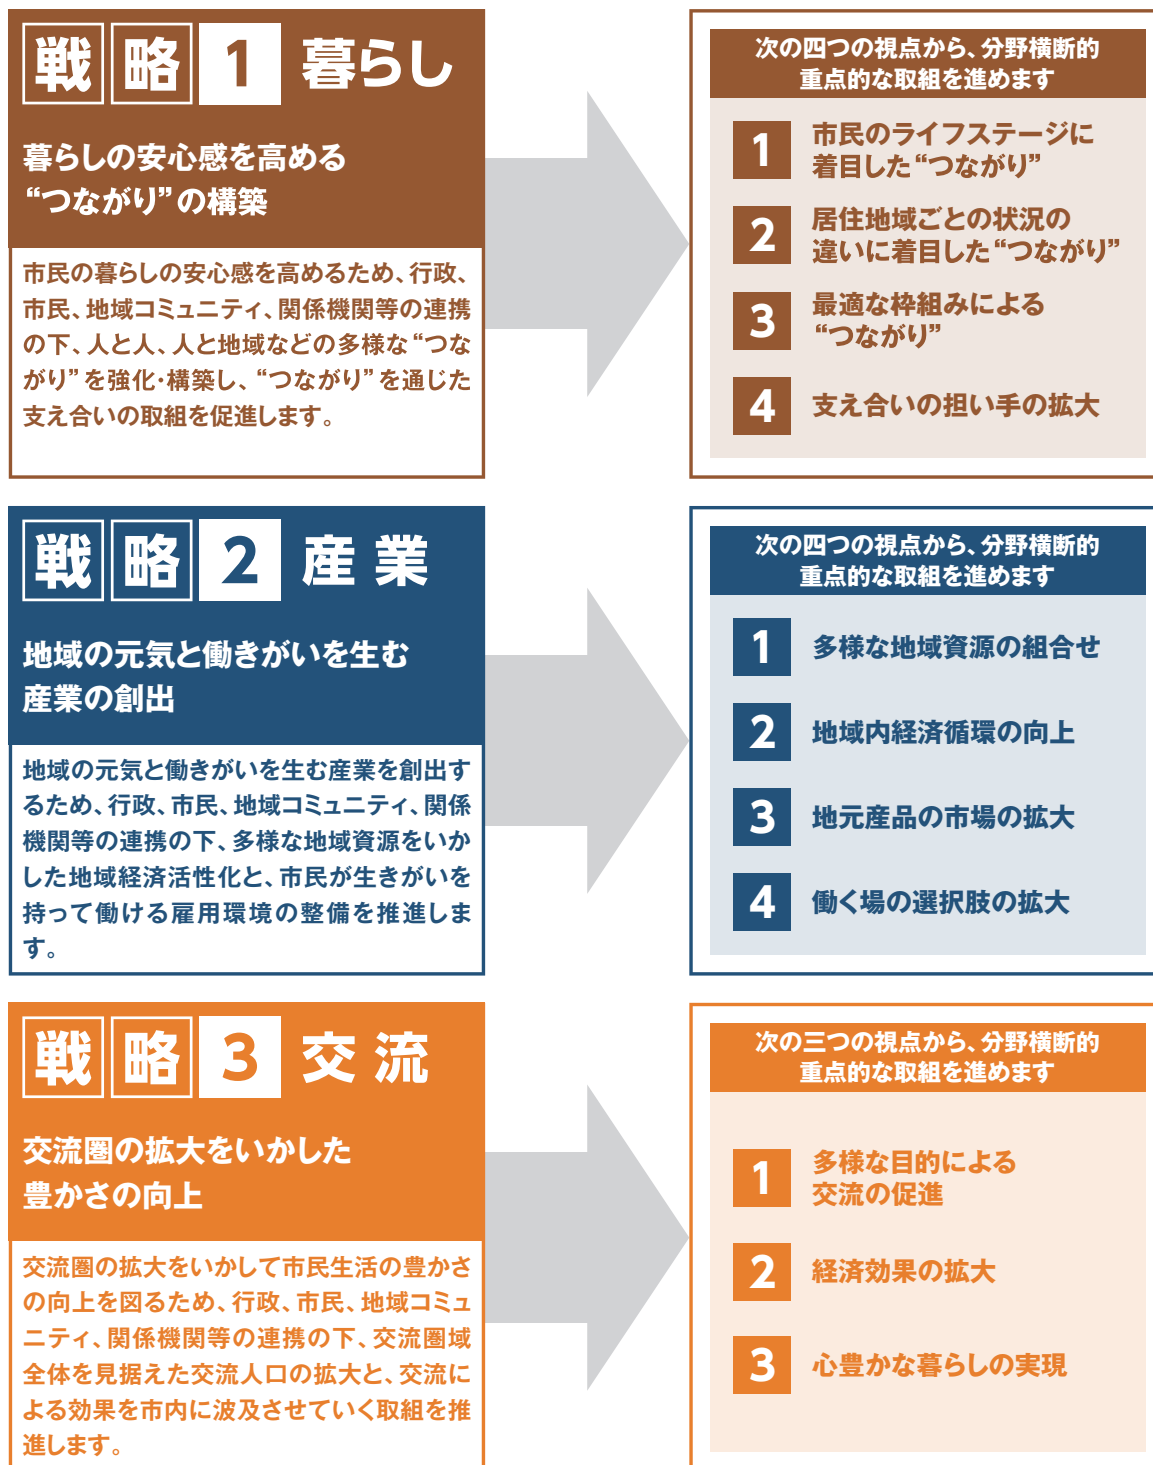 戦略1 暮らし
暮らしの安心感を高める
“つながり”の構築
市民の暮らしの安心感を高めるため、行政、
市民、地域コミュニティ、関係機関等の連携
の下、人と人、人と地域などの多様な“つな
がり”を強化・構築し、“つながり”を通じた
支え合いの取組を促進します。
次の四つの視点から、分野横断的
重点的な取組を進めます
1 市民のライフステージに
着目した“つながり”
2 居住地域ごとの状況の
違いに着目した“つながり”
3 最適な枠組みによる
“つながり”
4 支え合いの担い手の拡大
戦略2 産業
地域の元気と働きがいを生む
産業の創出
地域の元気と働きがいを生む産業を創出す
るため、行政、市民、地域コミュニティ、関係
機関等の連携の下、多様な地域資源をいか
した地域経済活性化と、市民が生きがいを
持って働ける雇用環境の整備を推進しま
す。
次の四つの視点から、分野横断的
重点的な取組を進めます
1 多様な地域資源の組合せ
2 地域内経済循環の向上
3 地元産品の市場の拡大
4 働く場の選択肢の拡大
戦略3 交流
交流圏の拡大をいかした
豊かさの向上
交流圏の拡大をいかして市民生活の豊かさ
の向上を図るため、行政、市民、地域コミュ
ニティ、関係機関等の連携の下、交流圏域
全体を見据えた交流人口の拡大と、交流に
よる効果を市内に波及させていく取組を推
進します。
次の三つの視点から、分野横断的
重点的な取組を進めます
1 多様な目的による
交流の促進
2 経済効果の拡大
3 心豊かな暮らしの実現